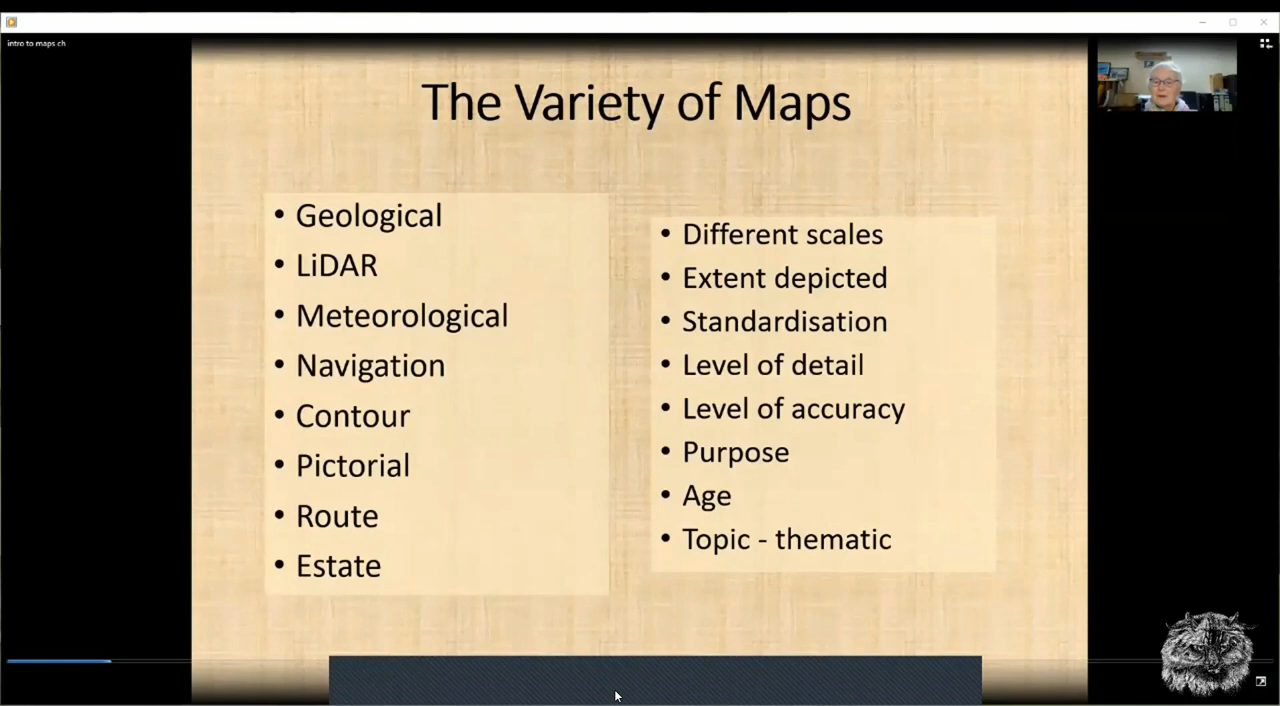 intro to maps ch
The Variety of Maps
• Geological
• LiDAR
• Meteorological
• Navigation
• Contour
• Pictorial
• Route
• Estate
• Different scales
• Extent depicted
• Standardisation
• Level of detail
• Level of accuracy
• Purpose
• Age
• Topic - thematic